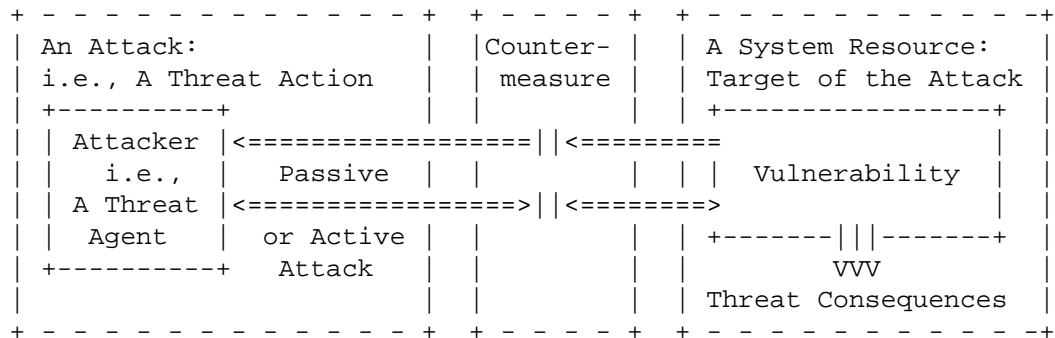 + - - - - - - - - - - - - + + - - - - + + - - - - - - - - - - -+
| An Attack: | |Counter- | | A System Resource: |
| i.e., A Threat Action | | measure | | Target of the Attack |
| +----------+ | | | | +-----------------+ |
| | Attacker |<==================||<========= | |
| | i.e., | Passive | | | | | Vulnerability | |
| | A Threat |<=================>||<========> | |
| | Agent | or Active | | | | +-------|||-------+ |
| +----------+ Attack | | | | VVV |
| | | | | Threat Consequences |
+ - - - - - - - - - - - - + + - - - - + + - - - - - - - - - - -+